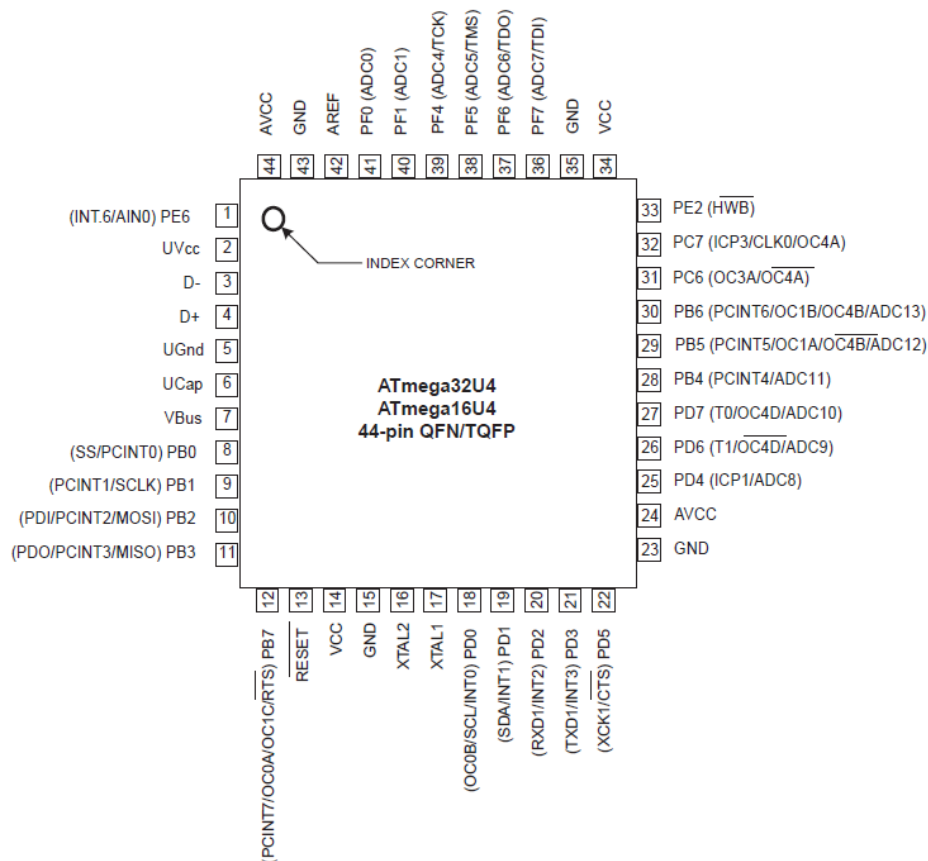 AVCC
GND
AREF
PF0 (ADC0)
PF1 (ADC1)
PF4 (ADC4/TCK)
PF5 (ADC5/TMS)
PF6 (ADC6/TDO)
PF7 (ADC7/TDI)
GND
VCC
44 43 42 41 40 39 38 37 36 35 34
(INT.6/AIN0) PE6 1
UVcc 2
D- 3
D+ 4
UGnd 5
UCap 6
VBus 7
(SS/PCINT0) PB0 8
(PCINT1/SCLK) PB1 9
(PDI/PCINT2/MOSI) PB2 10
(PDO/PCINT3/MISO) PB3 11
INDEX CORNER
ATmega32U4
ATmega16U4
44-pin QFN/TQFP
33 PE2 (HWB)
32 PC7 (ICP3/CLK0/OC4A)
31 PC6 (OC3A/OC4A)
30 PB6 (PCINT6/OC1B/OC4B/ADC13)
29 PB5 (PCINT5/OC1A/OC4B/ADC12)
28 PB4 (PCINT4/ADC11)
27 PD7 (T0/OC4D/ADC10)
26 PD6 (T1/OC4D/ADC9)
25 PD4 (ICP1/ADC8)
24 AVCC
23 GND
12 13 14 15 16 17 18 19 20 21 22
(PCINT7/OC0A/OC1C/RTS) PB7
RESET
VCC
GND
XTAL2
XTAL1
(OC0B/SCL/INT0) PD0
(SDA/INT1) PD1
(RXD1/INT2) PD2
(TXD1/INT3) PD3
(XCK1/CTS) PD5